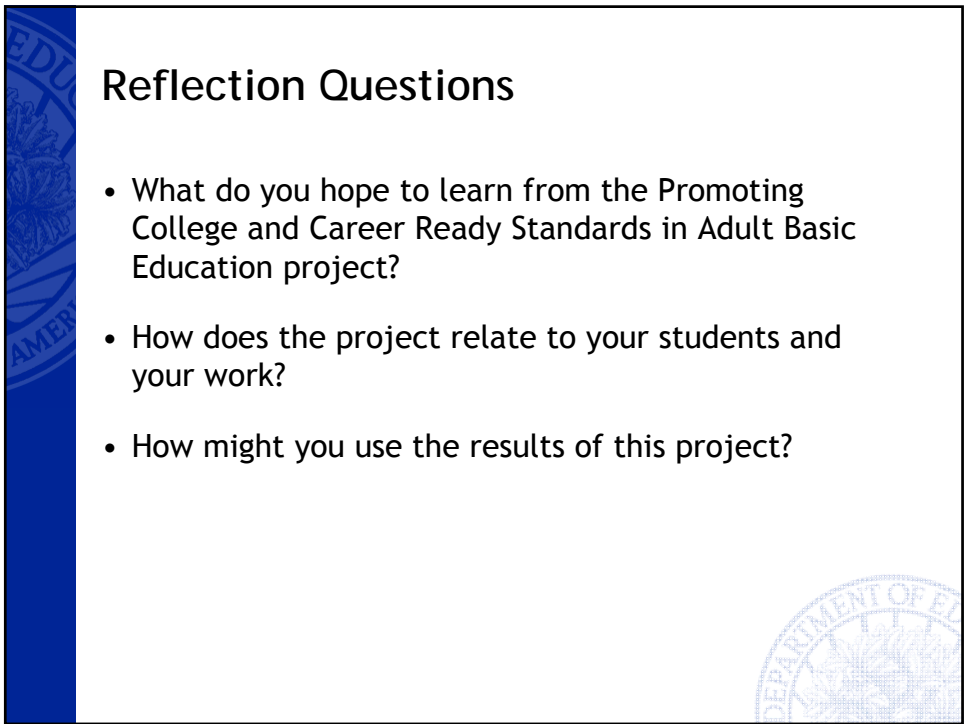 Reflection Questions
• What do you hope to learn from the Promoting
College and Career Ready Standards in Adult Basic
Education project?
• How does the project relate to your students and
your work?
• How might you use the results of this project?
DEPARTMENT OF